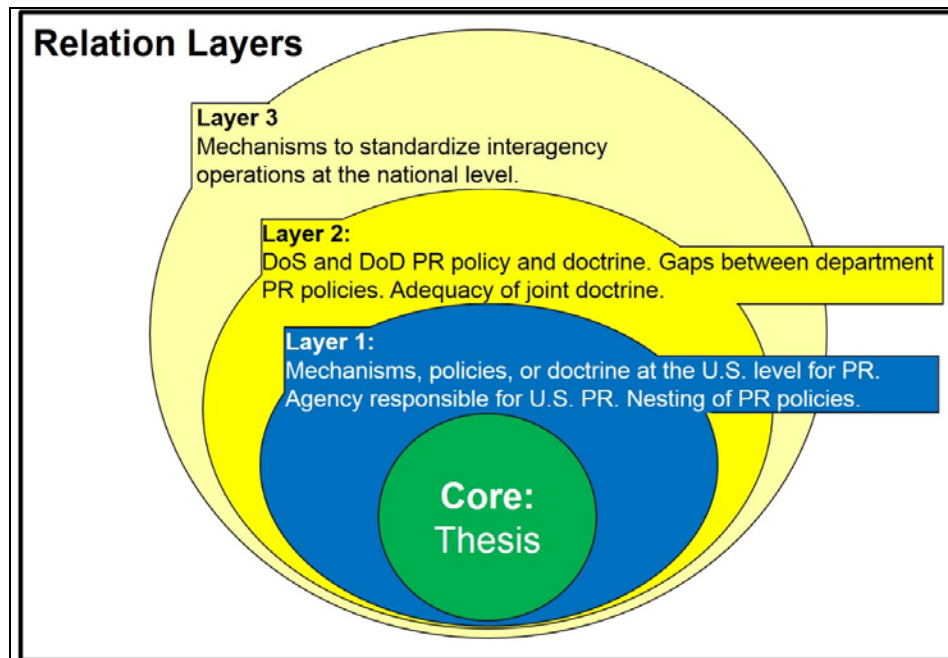 Relation Layers
Layer 3
Mechanisms to standardize interagency
operations at the national level.
Layer 2:
DoS and DoD PR policy and doctrine. Gaps between department
PR policies. Adequacy of joint doctrine.
Layer 1:
Mechanisms, policies, or doctrine at the U.S. level for PR.
Agency responsible for U.S. PR. Nesting of PR policies.
Core:
Thesis